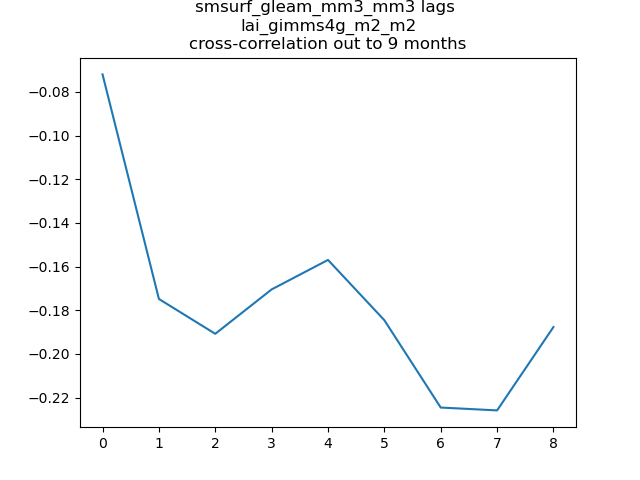 smsurf_gleam_mm3_mm3 lags
lai_gimms4g_m2_m2
cross-correlation out to 9 months
−0.08
−0.10
−0.12
−0.14
−0.16
−0.18
−0.20
−0.22
0 1 2 3 4 5 6 7 8